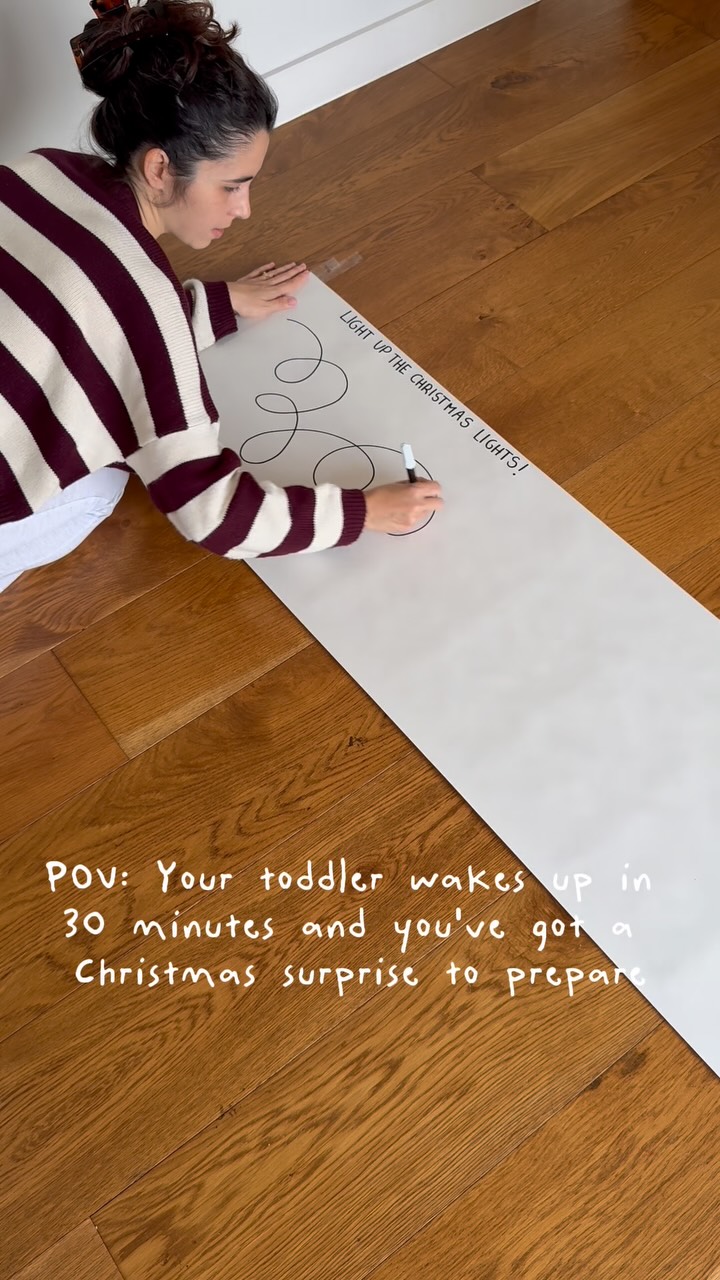 LIGHT UP THE CHRISTMAS LIGHTS!
POV: Your toddler wakes up in
30 minutes and you've got a
Christmas surprise to prepare